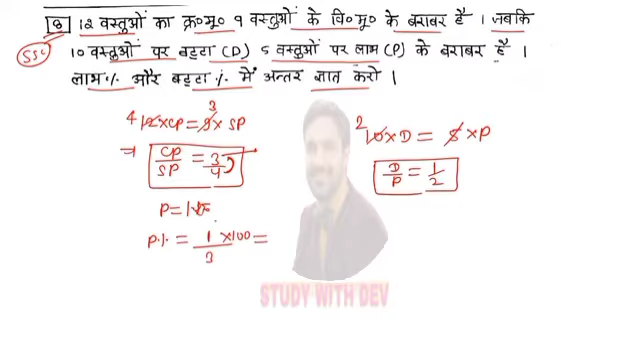 8 12 वस्तुओं का क्र०मू० 9 वस्तुओं के वि०मू० के बराबर है । जबकि
SSC 10 वस्तुओं पर बट्टा (D) 5 वस्तुओं पर लाभ (P) के बराबर है ।
लाभ % और बट्टा % में अन्तर ज्ञात करो ।
4 12 × CP = 9 3 × SP
⇒ CP/SP = 3/4
P = 1
P.% = 1/3 × 100 =
2 10 × D = 5 × P
D/P = 1/2
STUDY WITH DEV